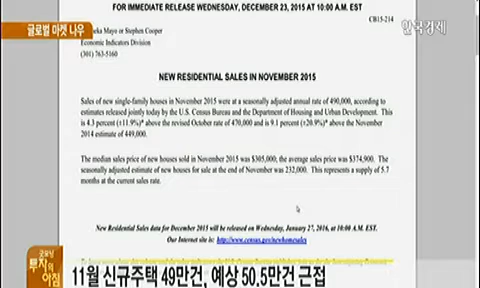 글로벌 마켓 나우
한국경제
FOR IMMEDIATE RELEASE WEDNESDAY, DECEMBER 23, 2015 AT 10:00 A.M. EST
CB15-214
Mayo or Stephen Cooper
Economic Indicators Division
(301) 763-5160
NEW RESIDENTIAL SALES IN NOVEMBER 2015
Sales of new single-family houses in November 2015 were at a seasonally adjusted annual rate of 490,000, according to
estimates released jointly today by the U.S. Census Bureau and the Department of Housing and Urban Development. This
is 4.3 percent (±11.9%)* above the revised October rate of 470,000 and is 9.1 percent (±20.9%)* above the November
2014 estimate of 449,000.
The median sales price of new houses sold in November 2015 was $305,000; the average sales price was $374,900. The
seasonally adjusted estimate of new houses for sale at the end of November was 232,000. This represents a supply of 5.7
months at the current sales rate.
New Residential Sales data for December 2015 will be released on Wednesday, January 27, 2016, at 10:00 A.M. EST.
Our Internet site is: http://www.census.gov/newhomesales
투자의
아침
11월 신규주택 49만건, 예상 50.5만건 근접